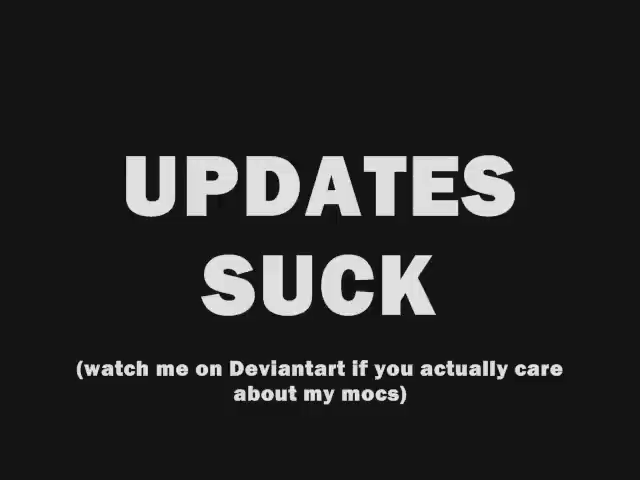 UPDATES
SUCK
(watch me on Deviantart if you actually care
about my mocs)